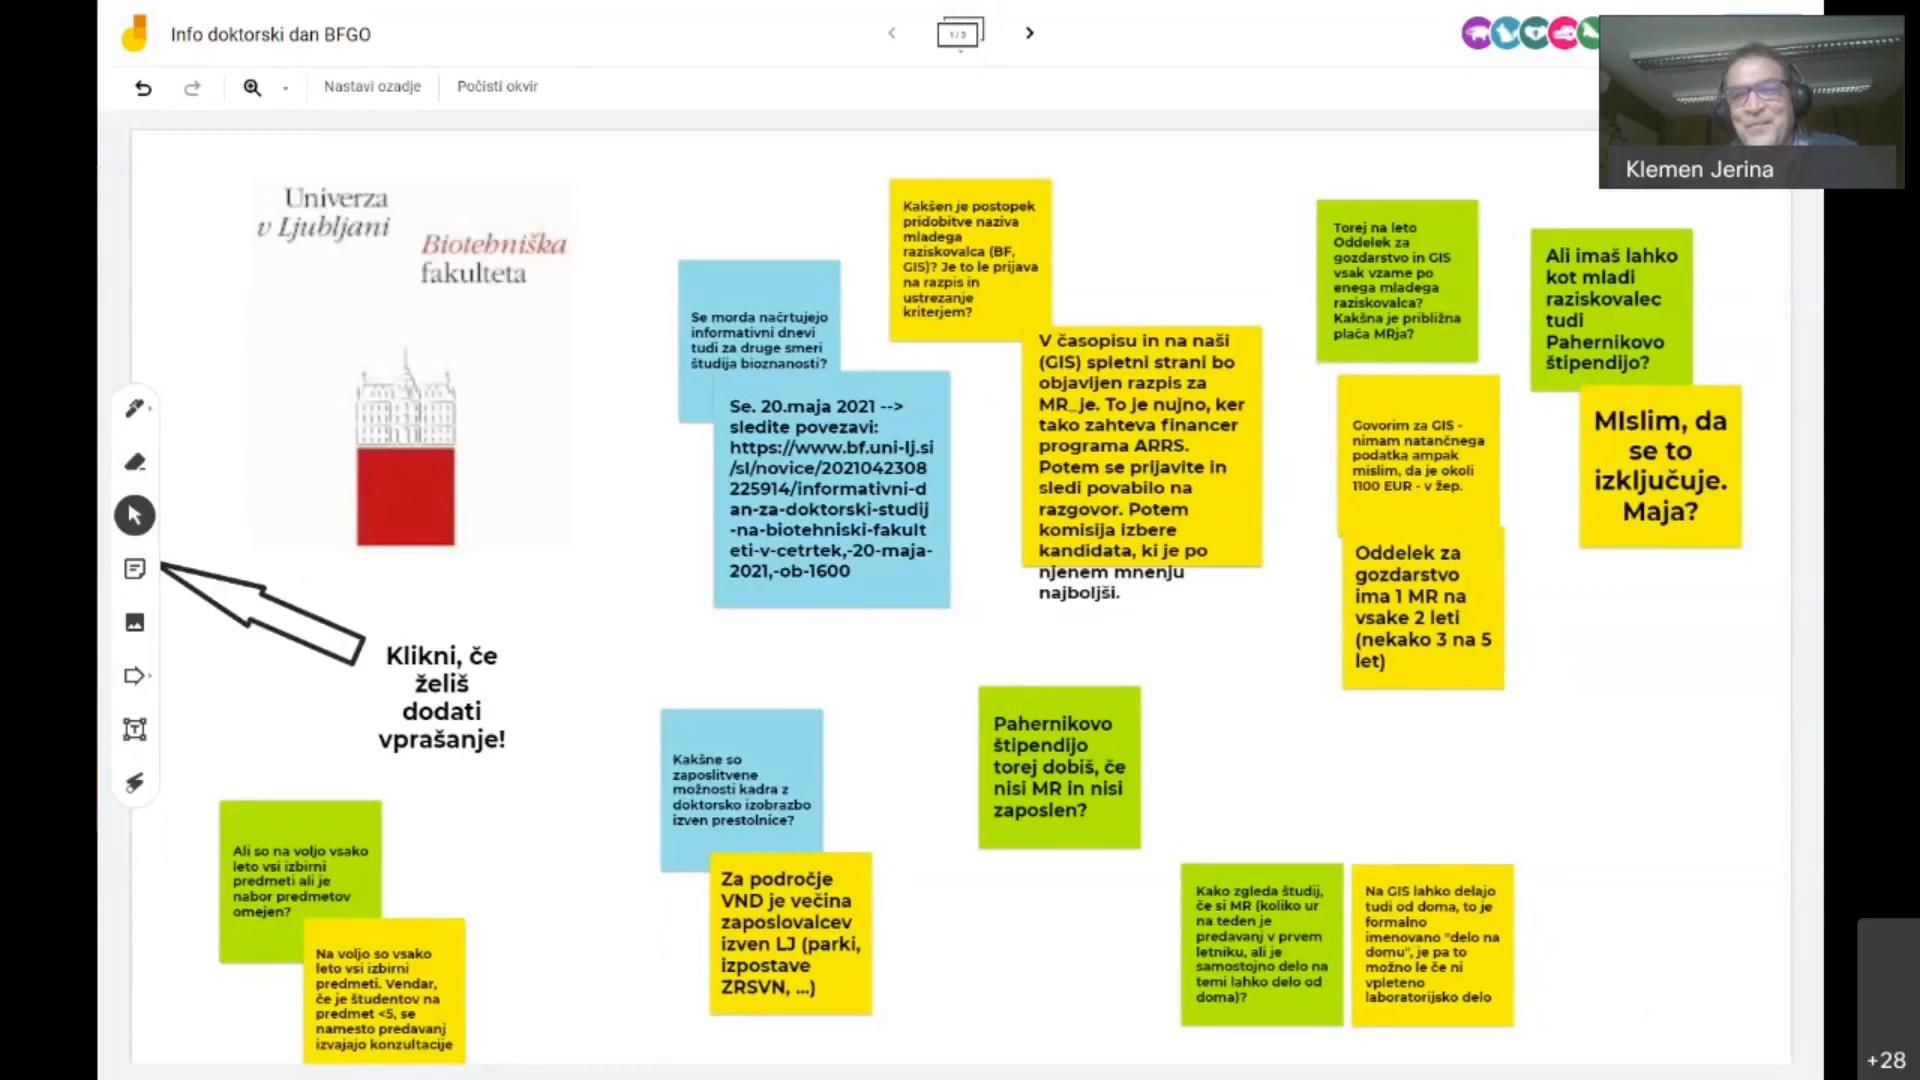 Info doktorski dan BFGO
1/3
Nastavi ozadje
Počisti okvir
Klemen Jerina
Univerza
v Ljubljani
Biotehniška
fakulteta
Klikni, če
želiš
dodati
vprašanje!
Se morda načrtujejo
informativni dnevi
tudi za druge smeri
študija bioznanosti?
Se. 20.maja 2021 -->
sledite povezavi:
https://www.bf.uni-lj.si
/sl/novice/2021042308
225914/informativni-d
an-za-doktorski-studij
-na-biotehniski-fakult
eti-v-cetrtek,-20-maja-
2021,-ob-1600
Kakšen je postopek
pridobitve naziva
mladega
raziskovalca (BF,
GIS)? Je to le prijava
na razpis in
ustrezanje
kriterjem?
V časopisu in na naši
(GIS) spletni strani bo
objavljen razpis za
MR_je. To je nujno, ker
tako zahteva financer
programa ARRS.
Potem se prijavite in
sledi povabilo na
razgovor. Potem
komisija izbere
kandidata, ki je po
njenem mnenju
najboljši.
Torej na leto
Oddelek za
gozdarstvo in GIS
vsak vzame po
enega mladega
raziskovalca?
Kakšna je približna
plača MRja?
Govorim za GIS -
nimam natančnega
podatka ampak
mislim, da je okoli
1100 EUR - v žep.
Oddelek za
gozdarstvo
ima 1 MR na
vsake 2 leti
(nekako 3 na 5
let)
Ali imaš lahko
kot mladi
raziskovalec
tudi
Pahernikovo
štipendijo?
MIslim, da
se to
izključuje.
Maja?
Pahernikovo
štipendijo
torej dobiš, če
nisi MR in nisi
zaposlen?
Kakšne so
zaposlitvene
možnosti kadra z
doktorsko izobrazbo
izven prestolnice?
Za področje
VND je večina
zaposlovalcev
izven LJ (parki,
izpostave
ZRSVN, ...)
Ali so na voljo vsako
leto vsi izbirni
predmeti ali je
nabor predmetov
omejen?
Na voljo so vsako
leto vsi izbirni
predmeti. Vendar,
če je študentov na
predmet <5, se
namesto predavanj
izvajajo konzultacije
Kako zgleda študij,
če si MR (koliko ur
na teden je
predavanj v prvem
letniku, ali je
samostojno delo na
temi lahko delo od
doma)?
Na GIS lahko delajo
tudi od doma, to je
formalno
imenovano "delo na
domu", je pa to
možno le če ni
vpleteno
laboratorijsko delo
+28